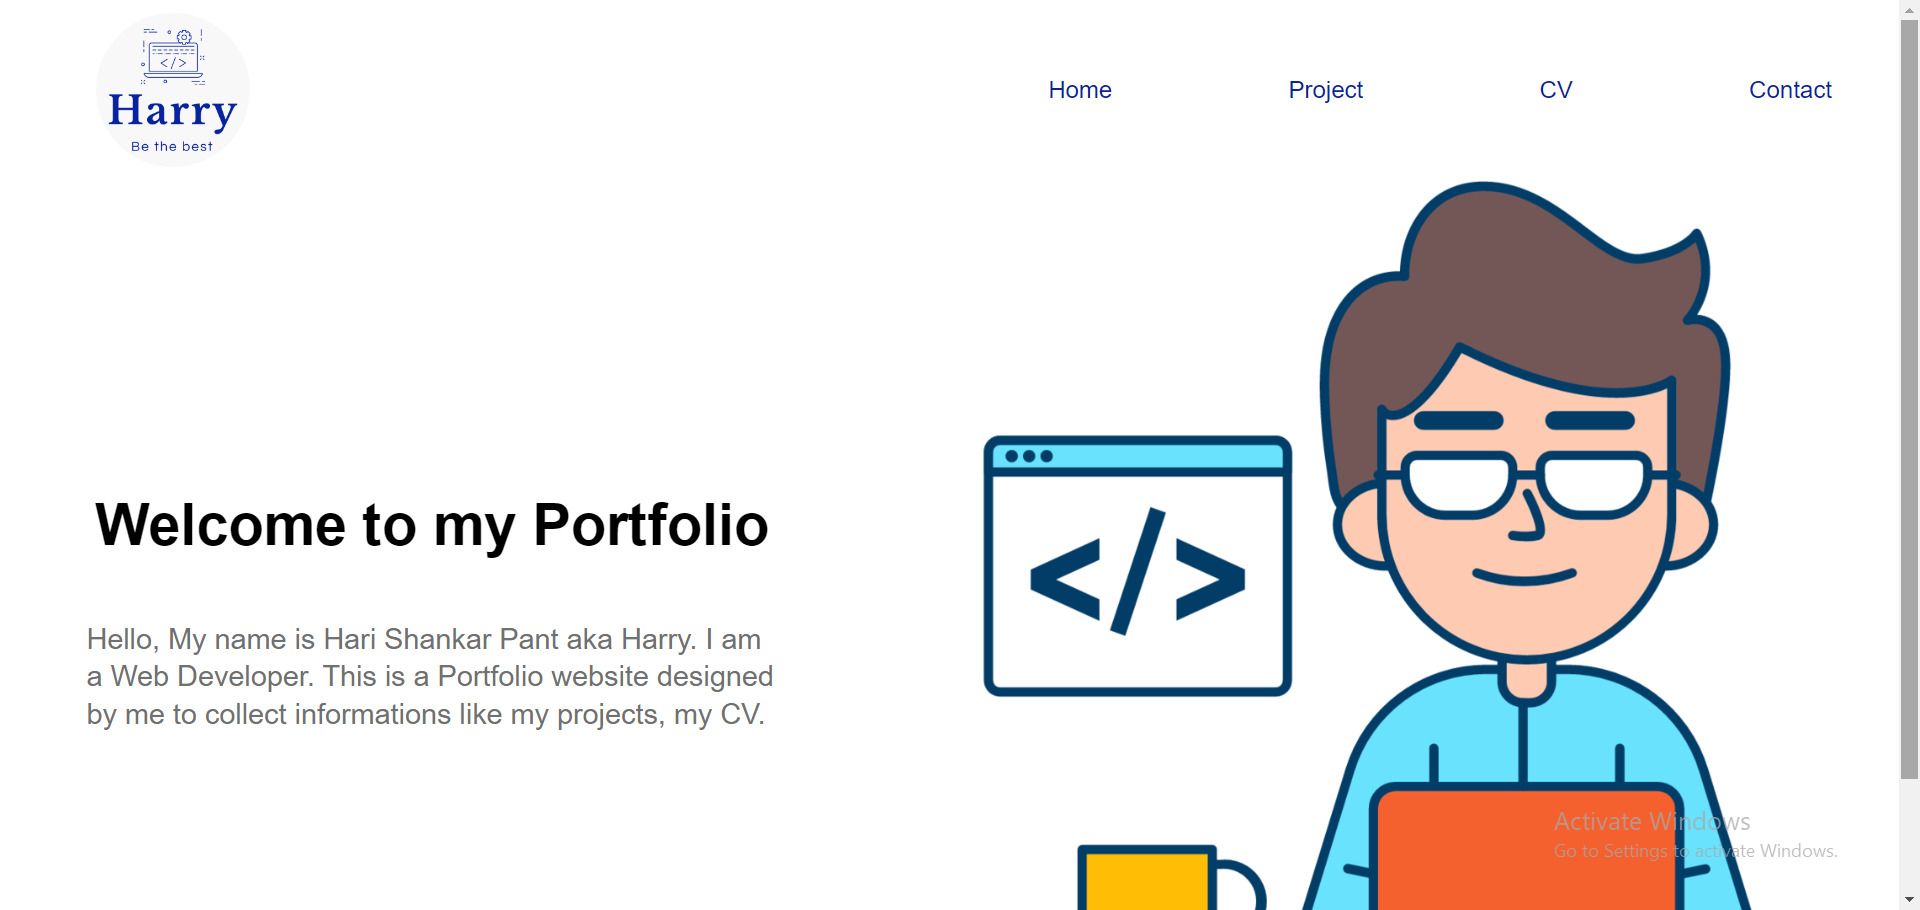 </>
Harry
Be the best
Home Project CV Contact
</>
Welcome to my Portfolio
Hello, My name is Hari Shankar Pant aka Harry. I am
a Web Developer. This is a Portfolio website designed
by me to collect informations like my projects, my CV.
Activate Windows
Go to Settings to activate Windows.